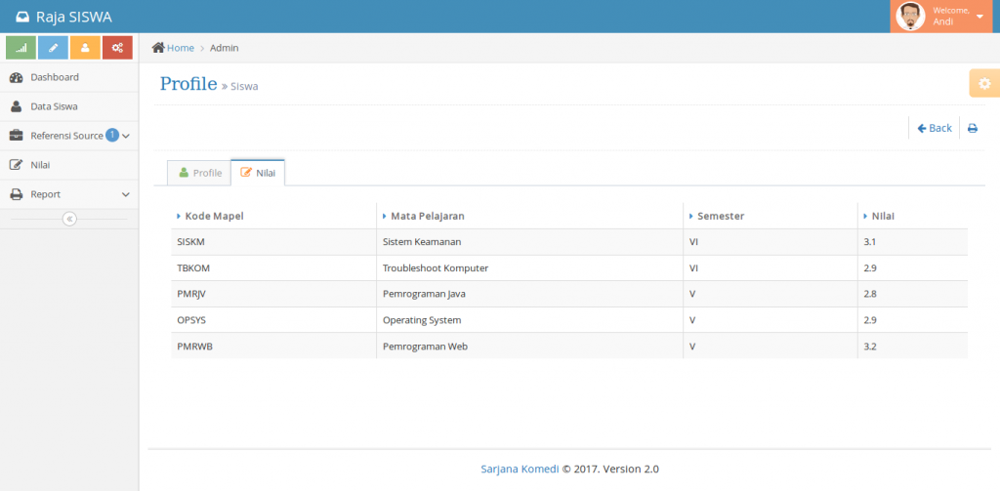 Raja SISWA
Welcome,
Andi
Home > Admin
Dashboard
Data Siswa
Referensi Source 1
Nilai
Report
Profile » Siswa
Back
Profile
Nilai
Kode Mapel Mata Pelajaran Semester Nilai
SISKM Sistem Keamanan VI 3.1
TBKOM Troubleshoot Komputer VI 2.9
PMRJV Pemrograman Java V 2.8
OPSYS Operating System V 2.9
PMRWB Pemrograman Web V 3.2
Sarjana Komedi © 2017. Version 2.0